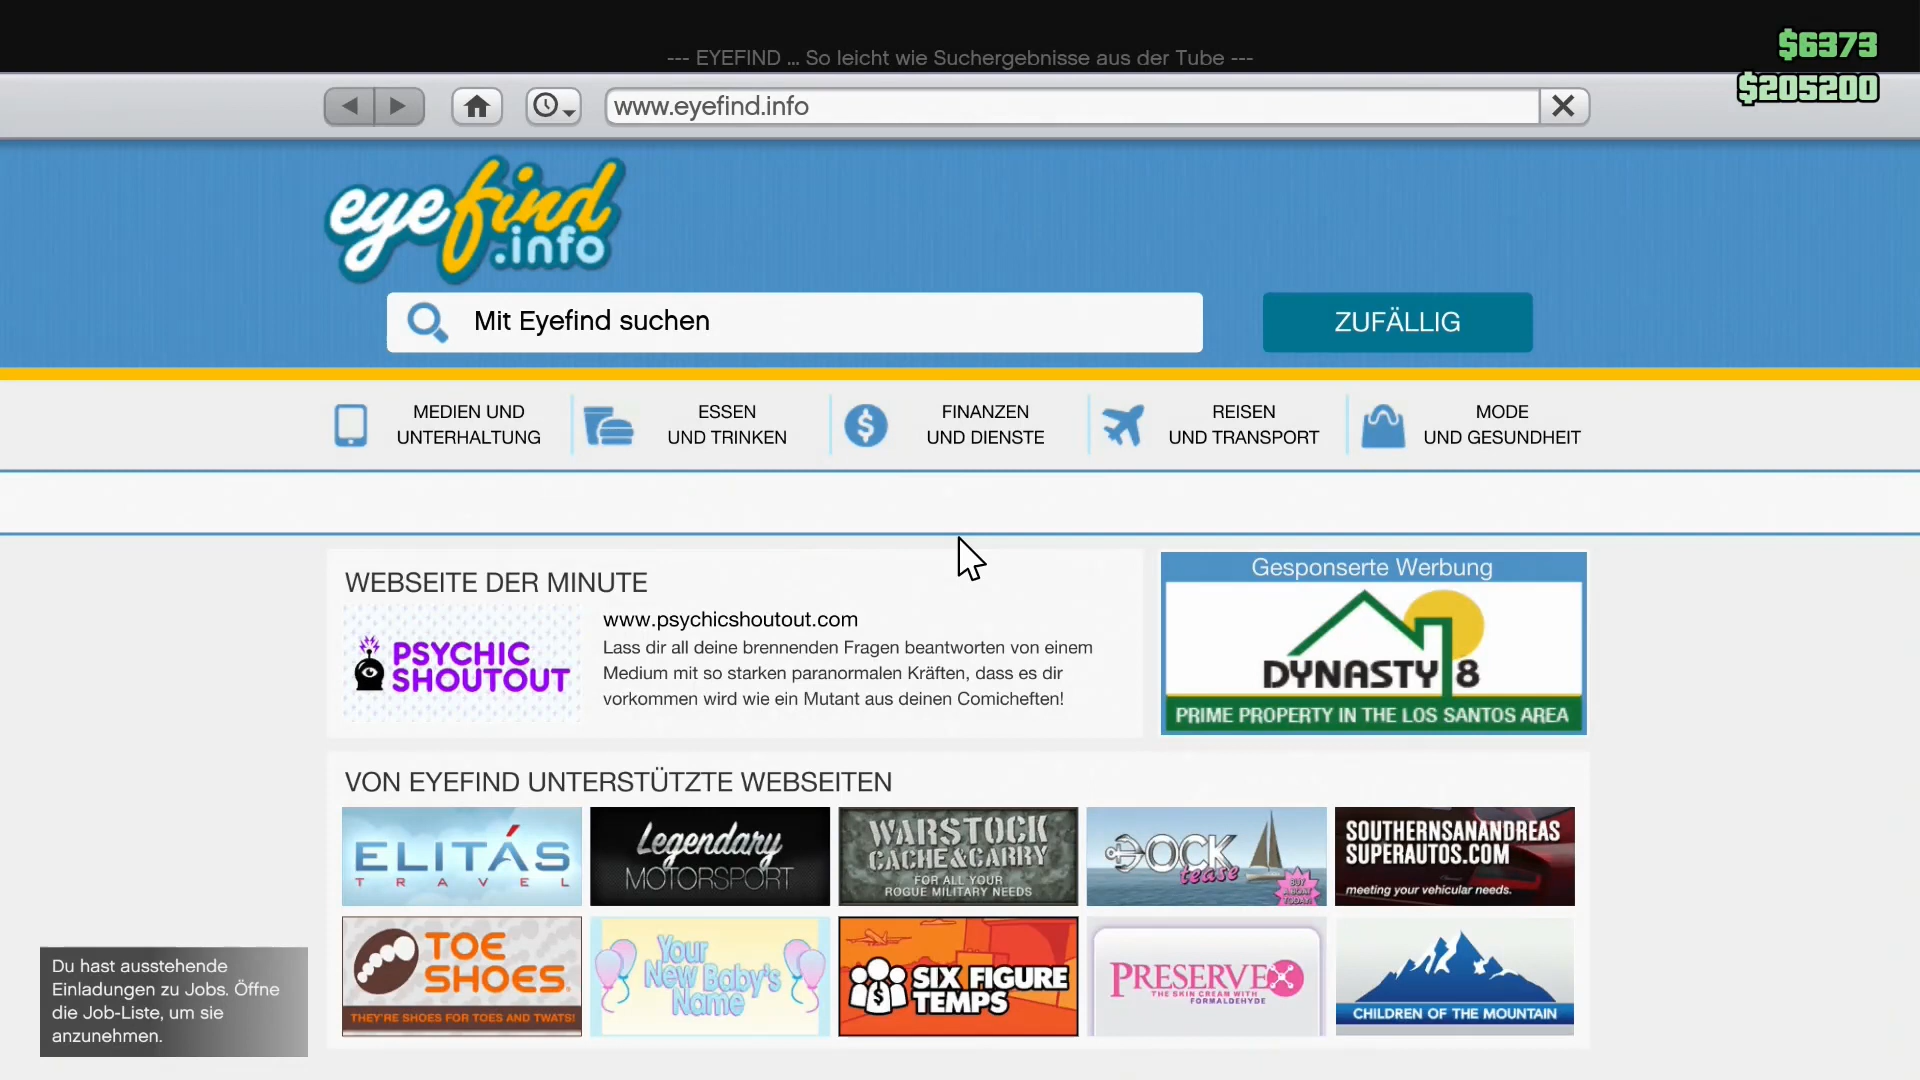 --- EYEFIND ... So leicht wie Suchergebnisse aus der Tube ---
$6373
$205200
www.eyefind.info
eyefind
.info
Mit Eyefind suchen
ZUFÄLLIG
MEDIEN UND
UNTERHALTUNG
ESSEN
UND TRINKEN
FINANZEN
UND DIENSTE
REISEN
UND TRANSPORT
MODE
UND GESUNDHEIT
WEBSEITE DER MINUTE
PSYCHIC
SHOUTOUT
www.psychicshoutout.com
Lass dir all deine brennenden Fragen beantworten von einem
Medium mit so starken paranormalen Kräften, dass es dir
vorkommen wird wie ein Mutant aus deinen Comicheften!
Gesponserte Werbung
DYNASTY 8
PRIME PROPERTY IN THE LOS SANTOS AREA
VON EYEFIND UNTERSTÜTZTE WEBSEITEN
ELITÁS
TRAVEL
Legendary
MOTORSPORT
WARSTOCK
CACHE&CARRY
FOR ALL YOUR
ROGUE MILITARY NEEDS
DOCK
tease
BUY
A BOAT
TODAY!
SOUTHERNSANANDREAS
SUPERAUTOS.COM
meeting your vehicular needs.
TOE
SHOES
THEY'RE SHOES FOR TOES AND TWATS!
Your
New Baby's
Name
SIX FIGURE
TEMPS
PRESERVEX
THE SKIN CREAM WITH
FORMALDEHYDE
CHILDREN OF THE MOUNTAIN
Du hast ausstehende
Einladungen zu Jobs. Öffne
die Job-Liste, um sie
anzunehmen.